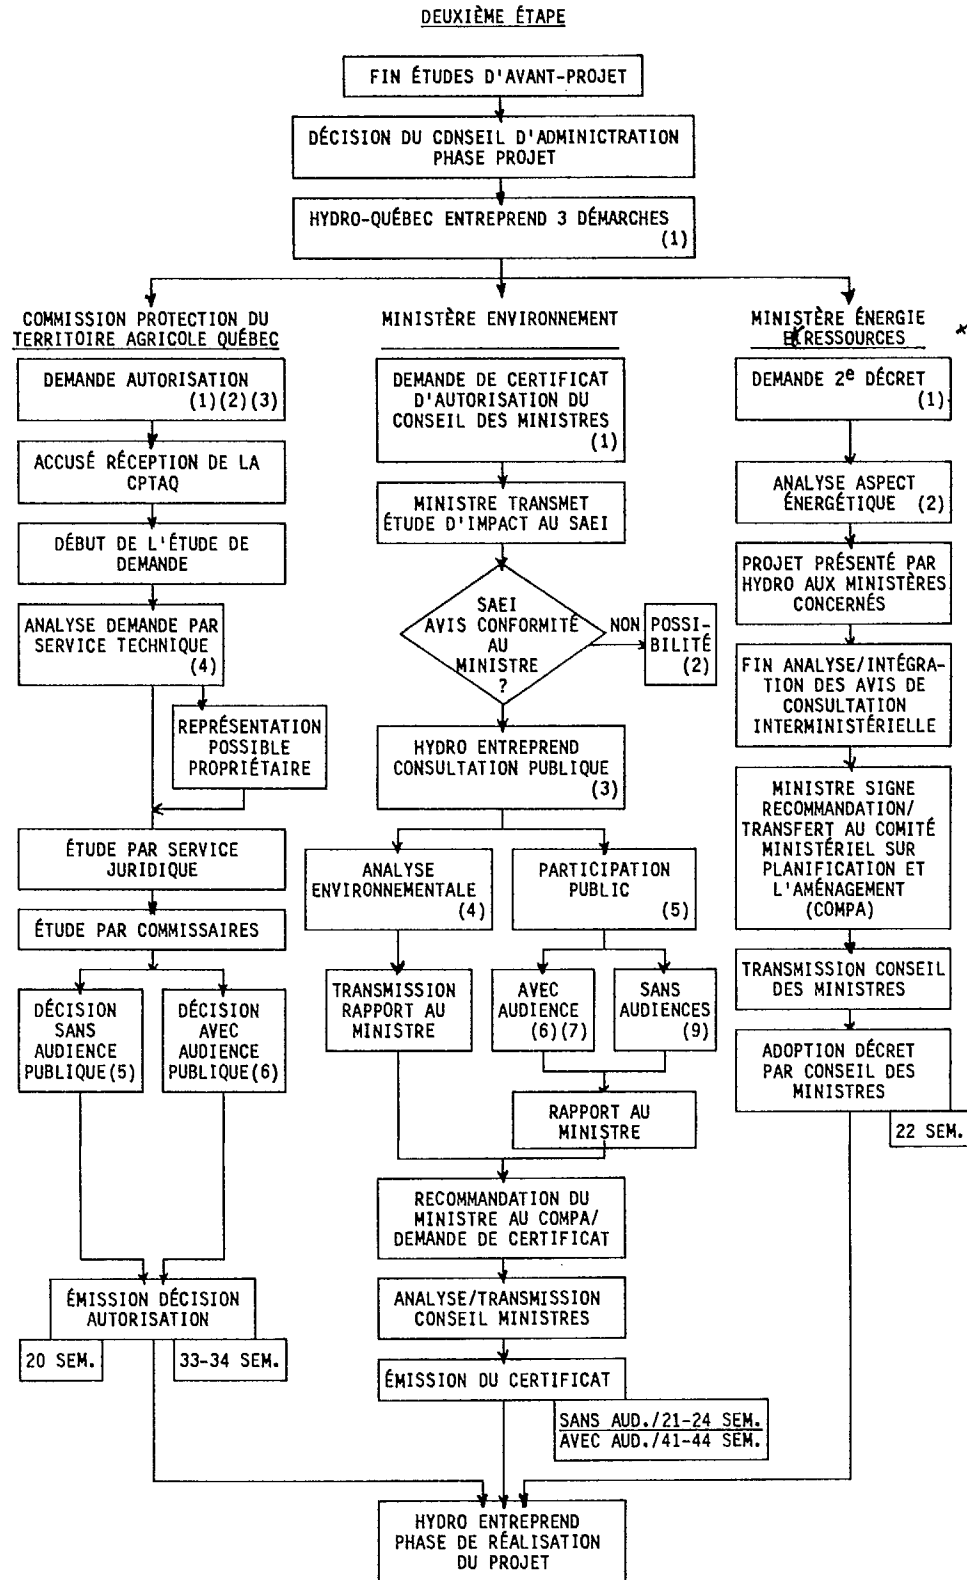 DEUXIÈME ÉTAPE
FIN ÉTUDES D'AVANT-PROJET
DÉCISION DU CDNSEIL D'ADMINICTRATION
PHASE PROJET
HYDRO-QUÉBEC ENTREPREND 3 DÉMARCHES
(1)
COMMISSION PROTECTION DU
TERRITOIRE AGRICOLE QUÉBEC
DEMANDE AUTORISATION
(1)(2)(3)
ACCUSÉ RÉCEPTION DE LA
CPTAQ
DÉBUT DE L'ÉTUDE DE
DEMANDE
ANALYSE DEMANDE PAR
SERVICE TECHNIQUE
(4)
REPRÉSENTATION
POSSIBLE
PROPRIÉTAIRE
ÉTUDE PAR SERVICE
JURIDIQUE
ÉTUDE PAR COMMISSAIRES
DÉCISION
SANS
AUDIENCE
PUBLIQUE(5)
DÉCISION
AVEC
AUDIENCE
PUBLIQUE(6)
ÉMISSION DÉCISION
AUTORISATION
20 SEM.
33-34 SEM.
MINISTÈRE ENVIRONNEMENT
DEMANDE DE CERTIFICAT
D'AUTORISATION DU
CONSEIL DES MINISTRES
(1)
MINISTRE TRANSMET
ÉTUDE D'IMPACT AU SAEI
SAEI
AVIS CONFORMITÉ
AU
MINISTRE
?
NON
POSSI-
BILITÉ
(2)
HYDRO ENTREPREND
CONSULTATION PUBLIQUE
(3)
ANALYSE
ENVIRONNEMENTALE
(4)
PARTICIPATION
PUBLIC
(5)
TRANSMISSION
RAPPORT AU
MINISTRE
AVEC
AUDIENCE
(6)(7)
SANS
AUDIENCES
(9)
RAPPORT AU
MINISTRE
RECOMMANDATION DU
MINISTRE AU COMPA/
DEMANDE DE CERTIFICAT
ANALYSE/TRANSMISSION
CONSEIL MINISTRES
ÉMISSION DU CERTIFICAT
SANS AUD./21-24 SEM.
AVEC AUD./41-44 SEM.
MINISTÈRE ÉNERGIE
RESSOURCES
DEMANDE 2e DÉCRET
(1)
ANALYSE ASPECT
ÉNERGÉTIQUE (2)
PROJET PRÉSENTÉ PAR
HYDRO AUX MINISTÈRES
CONCERNÉS
FIN ANALYSE/INTÉGRA-
TION DES AVIS DE
CONSULTATION
INTERMINISTÉRIELLE
MINISTRE SIGNE
RECOMMANDATION/
TRANSFERT AU COMITÉ
MINISTÉRIEL SUR
PLANIFICATION ET
L'AMÉNAGEMENT
(COMPA)
TRANSMISSION CONSEIL
DES MINISTRES
ADOPTION DÉCRET
PAR CONSEIL DES
MINISTRES
22 SEM.
HYDRO ENTREPREND
PHASE DE RÉALISATION
DU PROJET